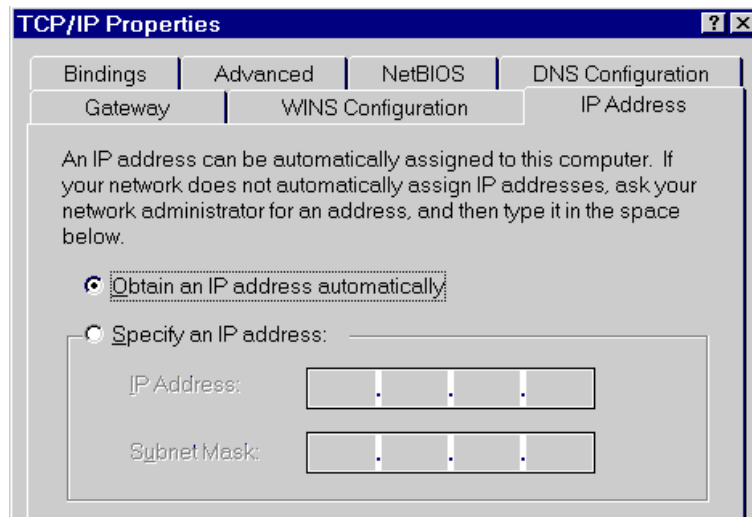 TCP/IP Properties
Bindings
Advanced
NetBIOS
DNS Configuration
Gateway
WINS Configuration
IP Address
An IP address can be automatically assigned to this computer. If
your network does not automatically assign IP addresses, ask your
network administrator for an address, and then type it in the space
below.
Obtain an IP address automatically
Specify an IP address:
IP Address:
Subnet Mask: